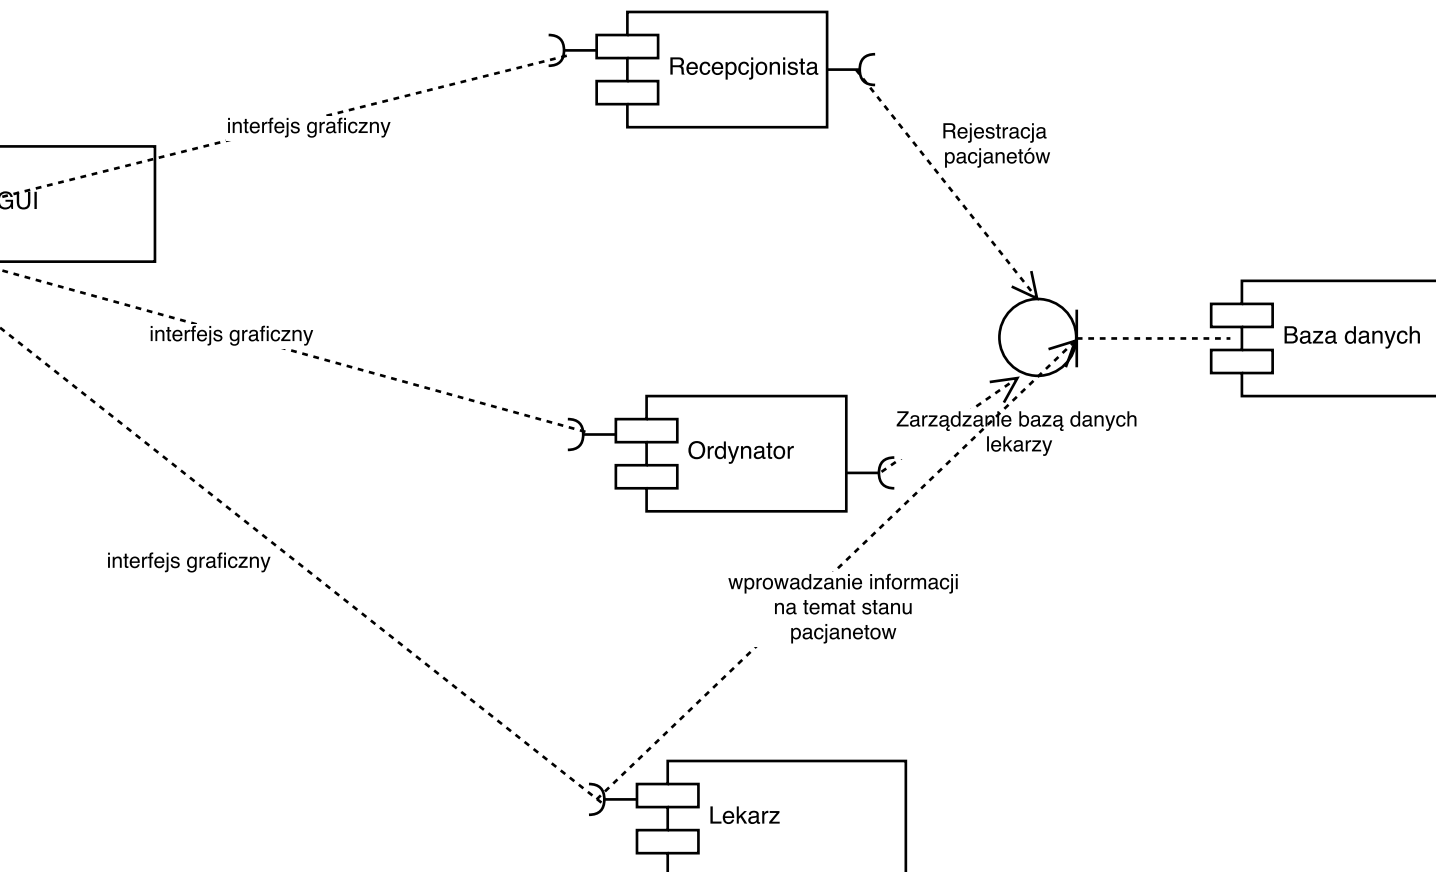 Recepcjonista
interfejs graficzny
Rejestracja
pacjanetów
GUI
interfejs graficzny
Baza danych
Zarządzanie bazą danych
lekarzy
Ordynator
interfejs graficzny
wprowadzanie informacji
na temat stanu
pacjanetow
Lekarz